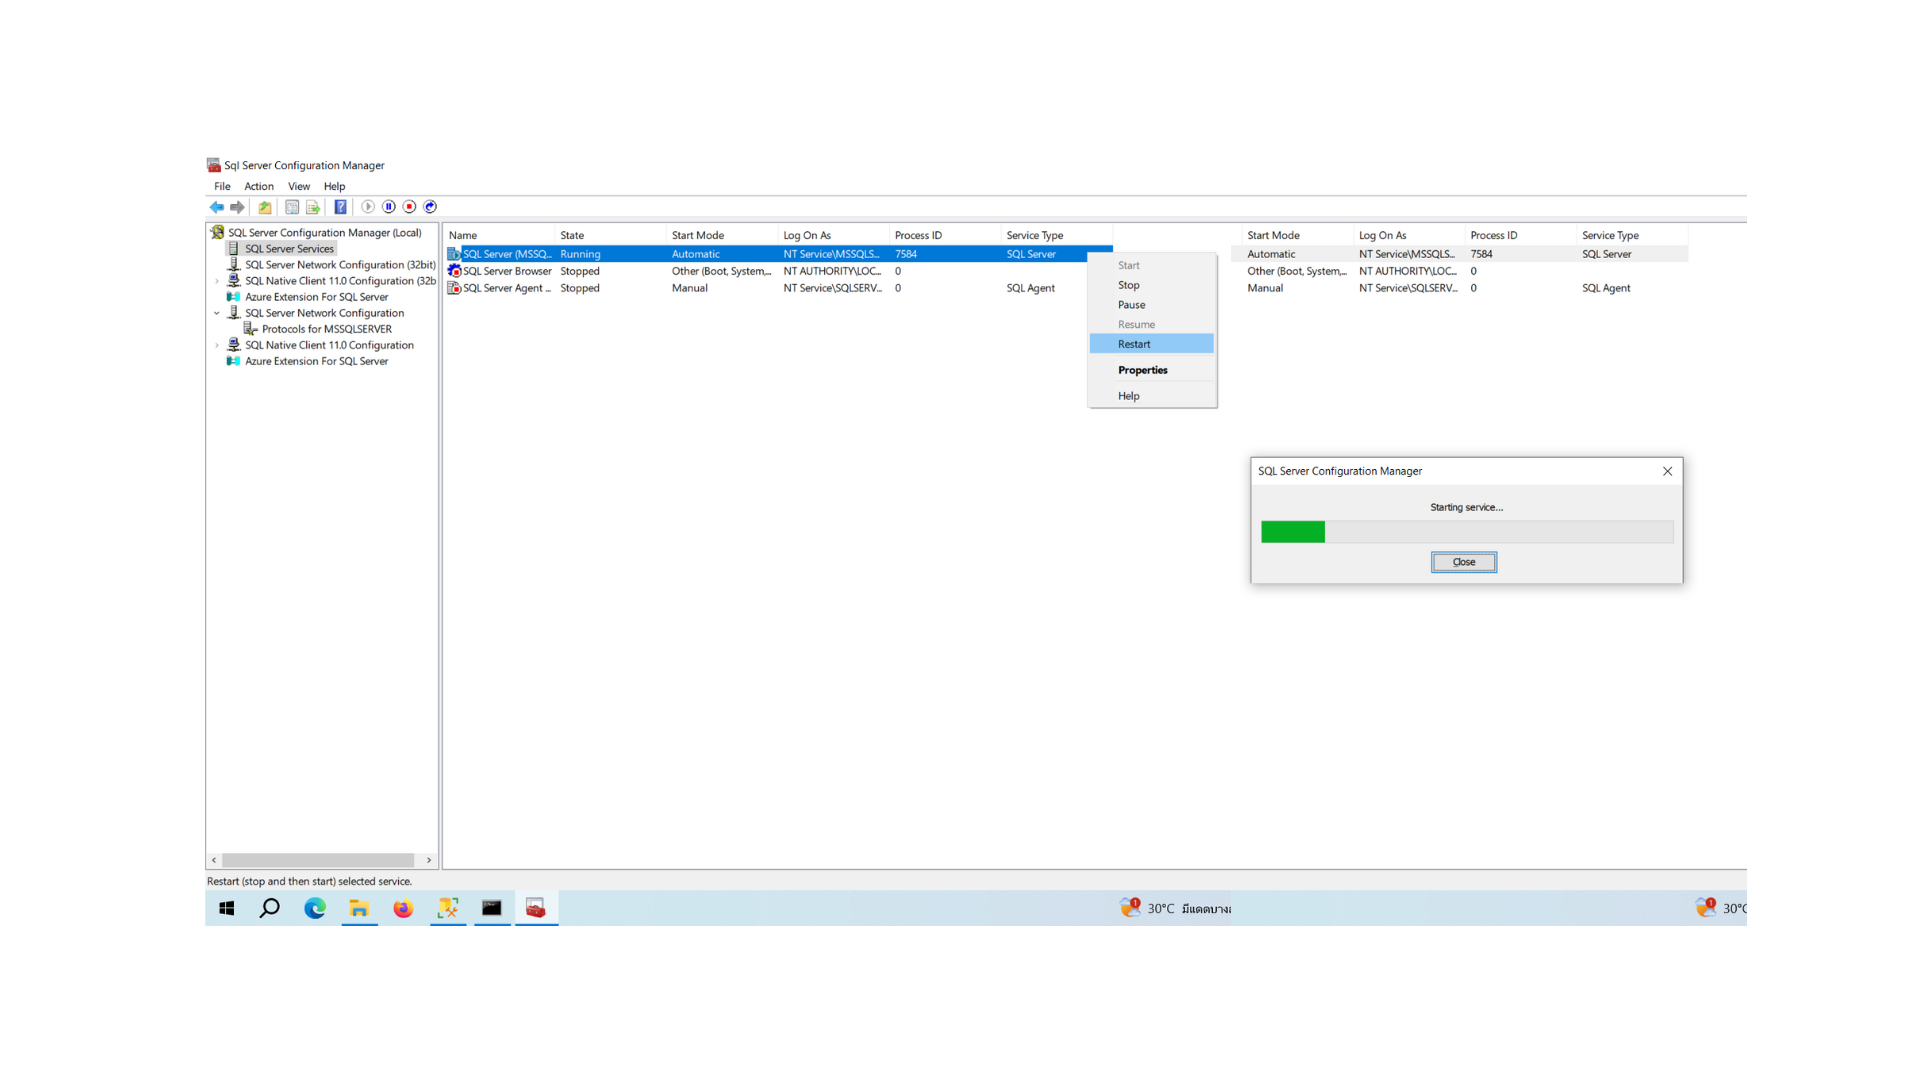 Sql Server Configuration Manager
File Action View Help
SQL Server Configuration Manager (Local)
SQL Server Services
SQL Server Network Configuration (32bit)
SQL Native Client 11.0 Configuration (32b
Azure Extension For SQL Server
SQL Server Network Configuration
Protocols for MSSQLSERVER
SQL Native Client 11.0 Configuration
Azure Extension For SQL Server
Name State Start Mode Log On As Process ID Service Type
SQL Server (MSSQ... Running Automatic NT Service\MSSQLS... 7584 SQL Server
SQL Server Browser Stopped Other (Boot, System,... NT AUTHORITY\LOC... 0
SQL Server Agent ... Stopped Manual NT Service\SQLSERV... 0 SQL Agent
Start
Stop
Pause
Resume
Restart
Properties
Help
Start Mode Log On As Process ID Service Type
Automatic NT Service\MSSQLS... 7584 SQL Server
Other (Boot, System,... NT AUTHORITY\LOC... 0
Manual NT Service\SQLSERV... 0 SQL Agent
SQL Server Configuration Manager
Starting service...
Close
Restart (stop and then start) selected service.
1 30°C มีแดดบาง
1 30°C